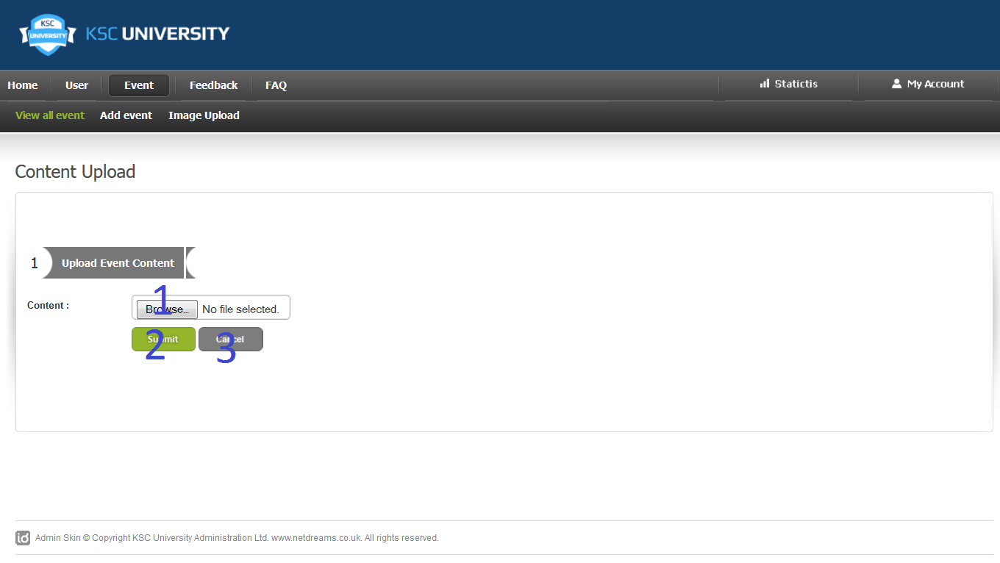 KSC
UNIVERSITY
KSC UNIVERSITY
Home User Event Feedback FAQ Statictis My Account
View all event Add event Image Upload
Content Upload
1 Upload Event Content
Content : Browse... No file selected.
1
Submit Cancel
2 3
id Admin Skin © Copyright KSC University Administration Ltd. www.netdreams.co.uk. All rights reserved.